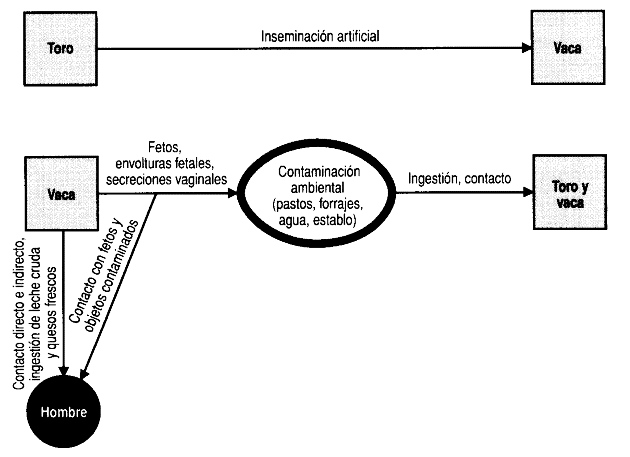 Toro
Inseminación artificial
Vaca
Fetos,
envolturas fetales,
secreciones vaginales
Vaca
Contaminación
ambiental
(pastos, forrajes,
agua, establo)
Ingestión, contacto
Toro y
vaca
Contacto directo e indirecto,
ingestión de leche cruda
y quesos frescos
Contacto con fetos y
objetos contaminados
Hombre